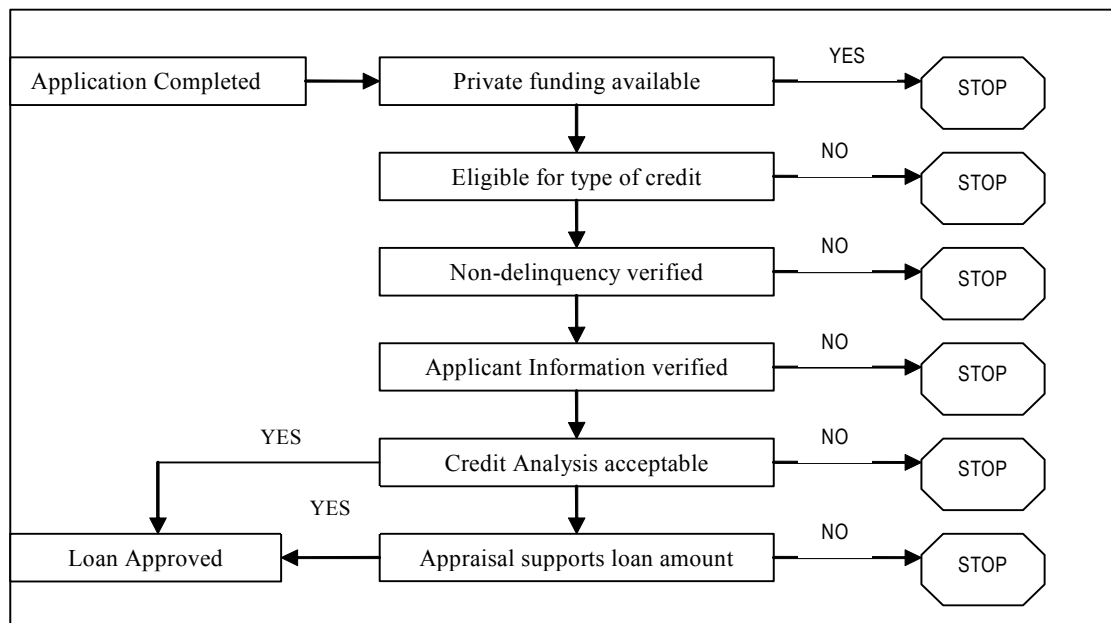 Application Completed
Private funding available
YES
STOP
Eligible for type of credit
NO
STOP
Non-delinquency verified
NO
STOP
Applicant Information verified
NO
STOP
YES
Credit Analysis acceptable
NO
STOP
YES
Loan Approved
Appraisal supports loan amount
NO
STOP